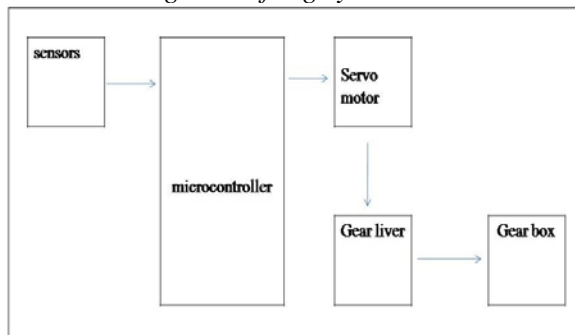 sensors
Servo
motor
microcontroller
Gear liver
Gear box